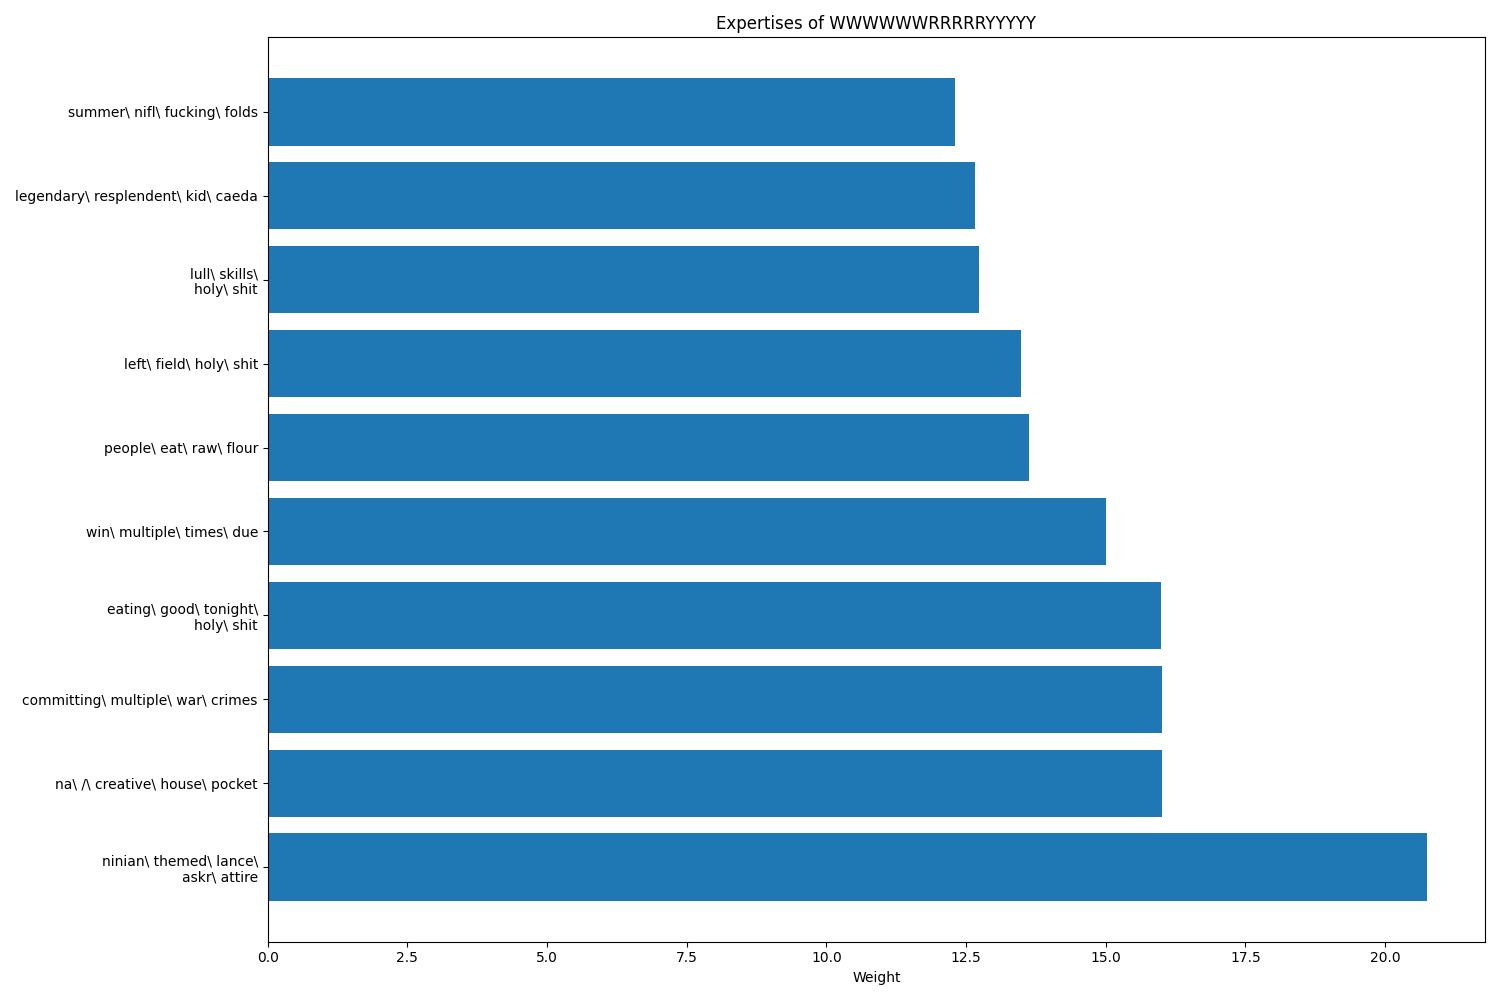 Expertises of WWWWWWRRRRRYYYYY
summer\ nifl\ fucking\ folds
legendary\ resplendent\ kid\ caeda
lull\ skills\
holy\ shit
left\ field\ holy\ shit
people\ eat\ raw\ flour
win\ multiple\ times\ due
eating\ good\ tonight\
holy\ shit
committing\ multiple\ war\ crimes
na\ /\ creative\ house\ pocket
ninian\ themed\ lance\
askr\ attire
0.0 2.5 5.0 7.5 10.0 12.5 15.0 17.5 20.0
Weight